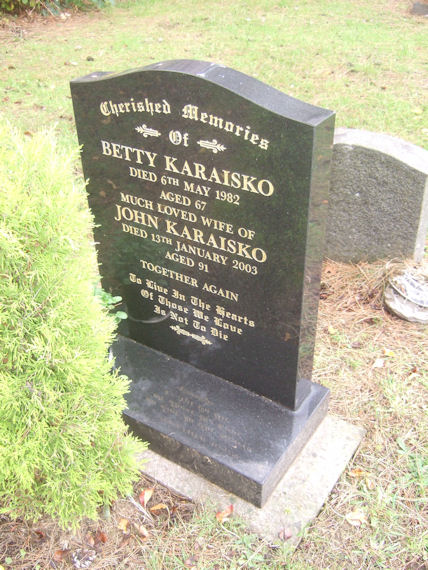 Cherished Memories
Of
BETTY KARAISKO
DIED 6TH MAY 1982
AGED 67
MUCH LOVED WIFE OF
JOHN KARAISKO
DIED 13TH JANUARY 2003
AGED 91
TOGETHER AGAIN
To Live In The Hearts
Of Those We Love
Is Not To Die